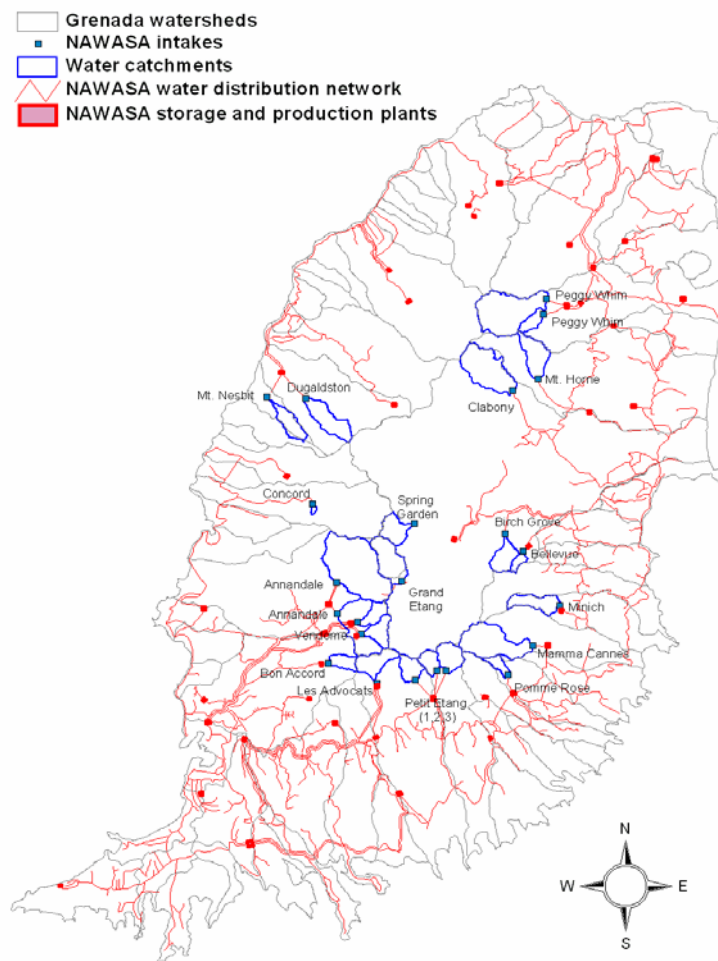 Grenada watersheds
NAWASA intakes
Water catchments
NAWASA water distribution network
NAWASA storage and production plants
Peggy Whim
Peggy Whim
Mt. Horne
Clabony
Mt. Nesbit
Dugaldston
Concord
Spring
Garden
Birch Grove
Bellevue
Annandale
Grand
Etang
Annandale
Minich
Vendome
Mamma Cannes
Bon Accord
Les Advocats
Pomme Rose
Petit Etang
(1,2,3)
N
W
E
S